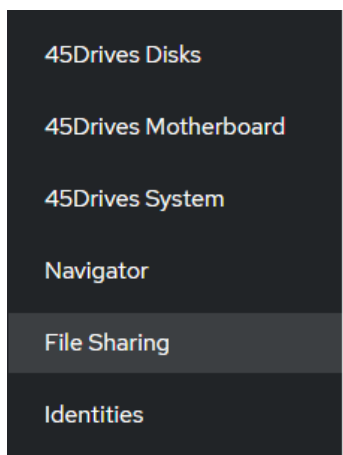 45Drives Disks
45Drives Motherboard
45Drives System
Navigator
File Sharing
Identities